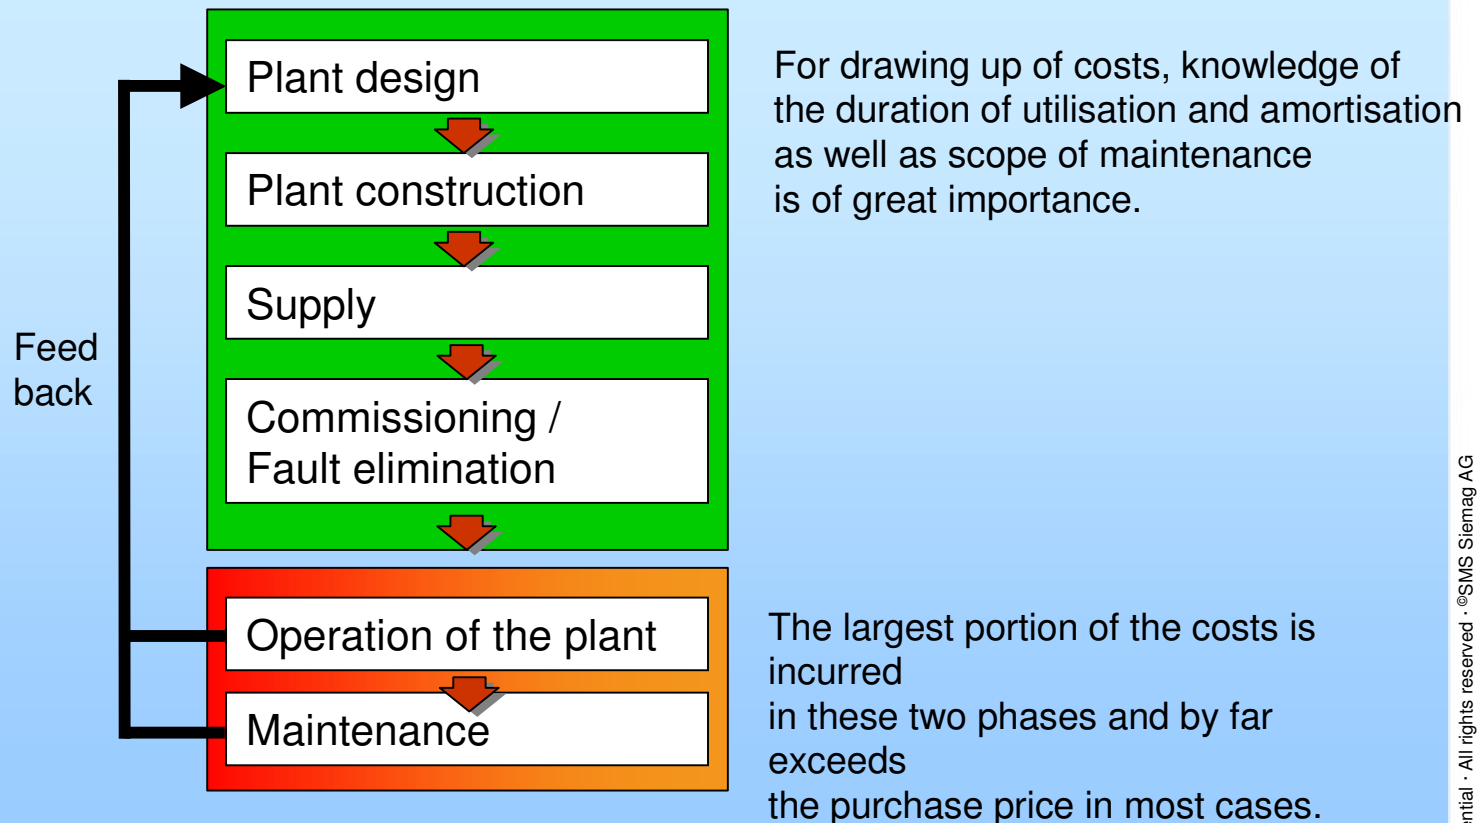 Plant design
Plant construction
Supply
Commissioning /
Fault elimination
Operation of the plant
Maintenance
Feed
back
For drawing up of costs, knowledge of
the duration of utilisation and amortisation
as well as scope of maintenance
is of great importance.
The largest portion of the costs is
incurred
in these two phases and by far
exceeds
the purchase price in most cases.
ential · All rights reserved · ©SMS Siemag AG